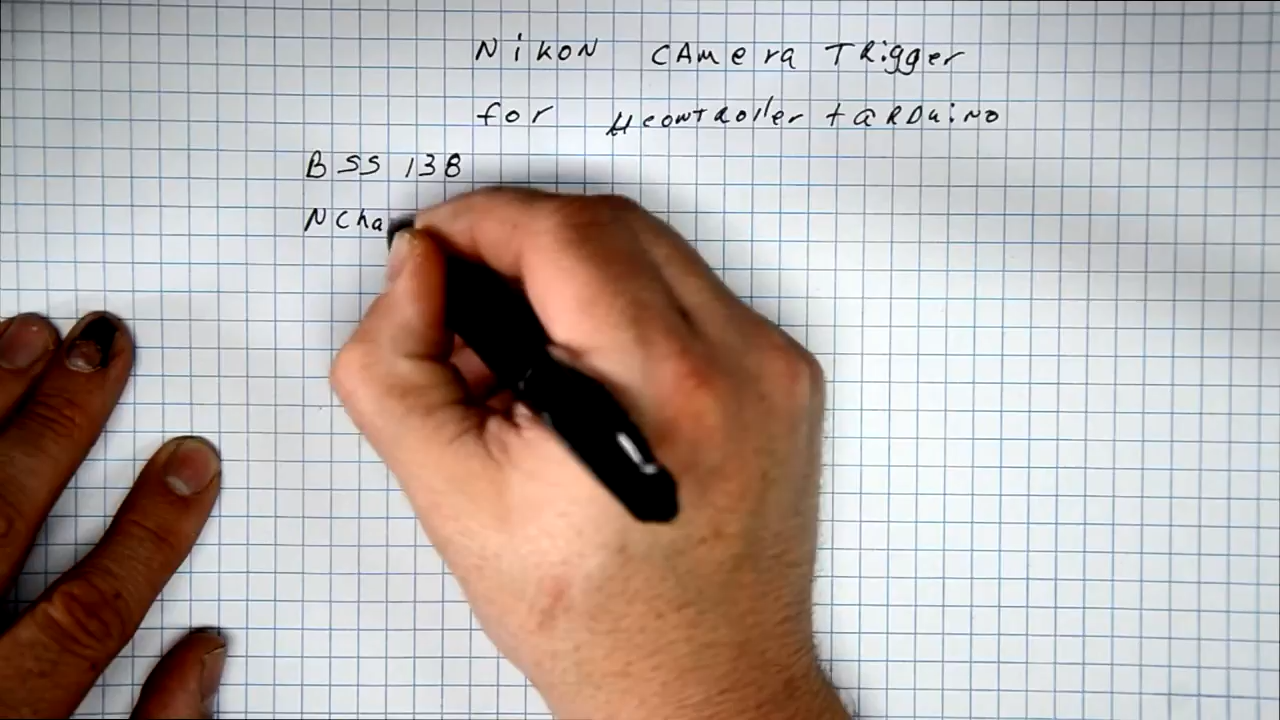 NiKON CAmera TRigger
for μcontroller + aRDuiNO
BSS 138
NCha